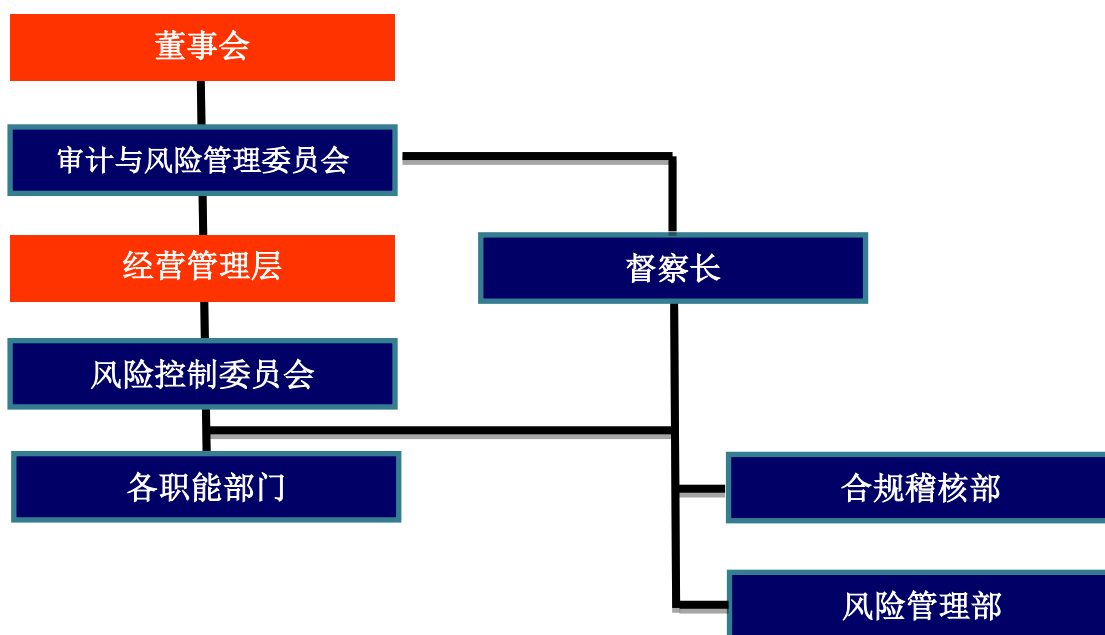 董事会
审计与风险管理委员会
经营管理层
督察长
风险控制委员会
各职能部门
合规稽核部
风险管理部